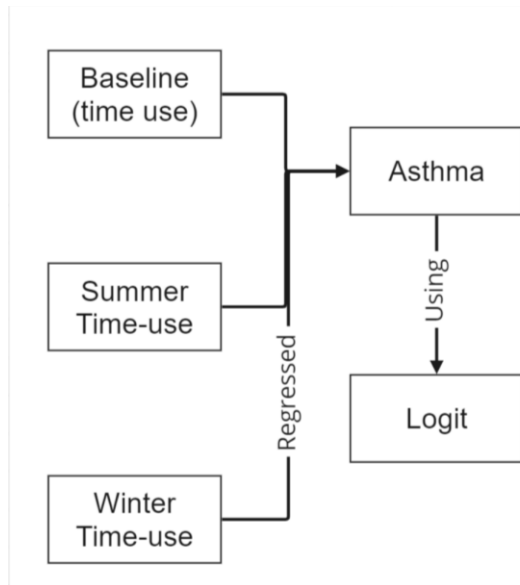 Baseline
(time use)
Asthma
Summer
Time-use
Using
Regressed
Logit
Winter
Time-use